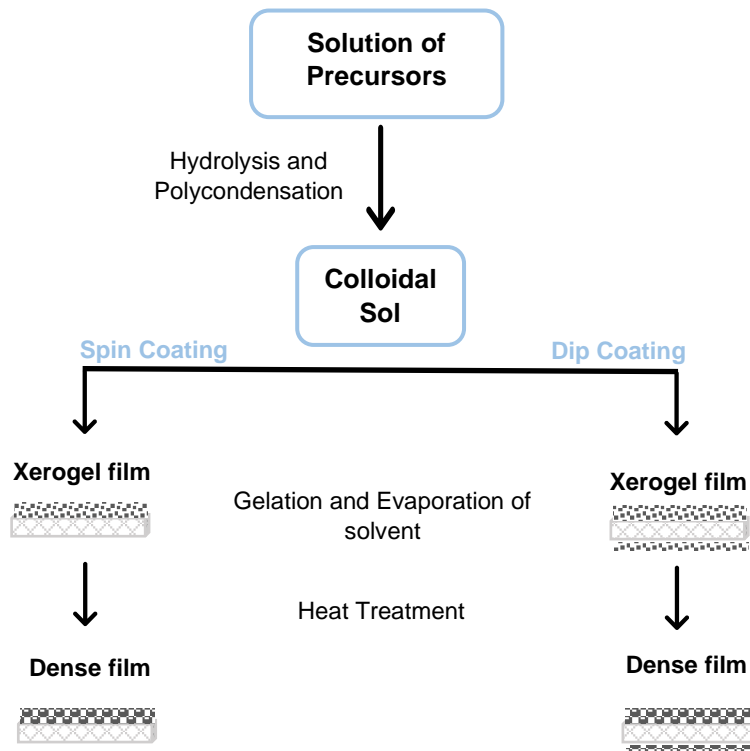 Solution of
Precursors
Hydrolysis and
Polycondensation
Colloidal
Sol
Spin Coating
Dip Coating
Xerogel film
Xerogel film
Gelation and Evaporation of
solvent
Heat Treatment
Dense film
Dense film